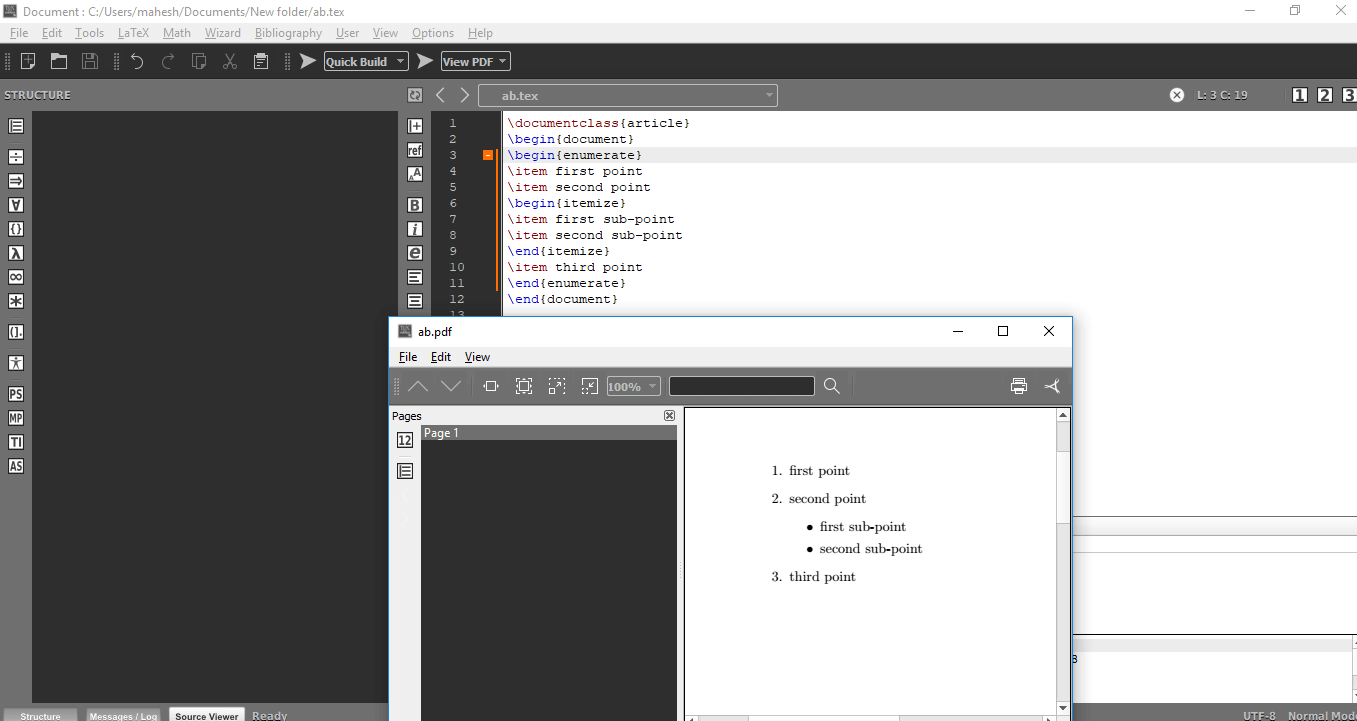 Document : C:/Users/mahesh/Documents/New folder/ab.tex
File Edit Tools LaTeX Math Wizard Bibliography User View Options Help
Quick Build View PDF
STRUCTURE ab.tex L: 3 C: 19 1 2 3
1 \documentclass{article}
2 \begin{document}
3 \begin{enumerate}
4 \item first point
5 \item second point
6 \begin{itemize}
7 \item first sub-point
8 \item second sub-point
9 \end{itemize}
10 \item third point
11 \end{enumerate}
12 \end{document}
13
ref
A A
B
i
e
{}
λ
∞
PS
MP
TI
AS
ab.pdf
File Edit View
100%
Pages
12
Page 1
1. first point
2. second point
• first sub-point
• second sub-point
3. third point
Structure Messages / Log Source Viewer Ready UTF-8 Normal Mod